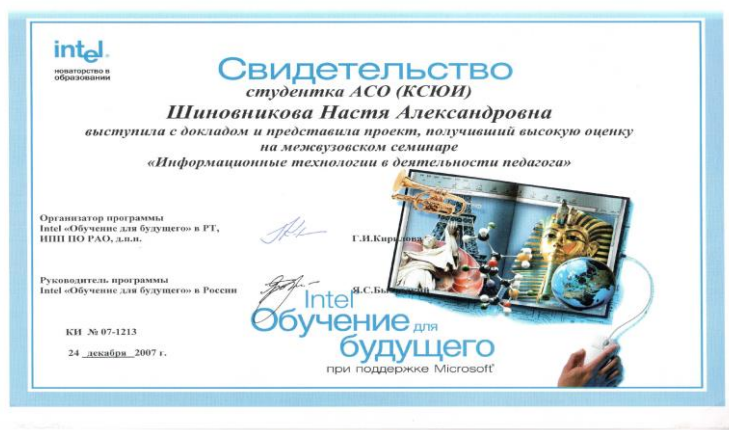 intel.
новаторство в
образовании
Свидетельство
студентка АСО (КСЮИ)
Шиновникова Настя Александровна
выступила с докладом и представила проект, получивший высокую оценку
на межвузовском семинаре
«Информационные технологии в деятельности педагога»
Организатор программы
Intel «Обучение для будущего» в РТ,
ИПП ПО РАО, д.п.н.
Г.И.Кирилова
Руководитель программы
Intel «Обучение для будущего» в России
Intel
Обучение для
будущего
при поддержке Microsoft
КИ № 07-1213
24 декабря 2007 г.